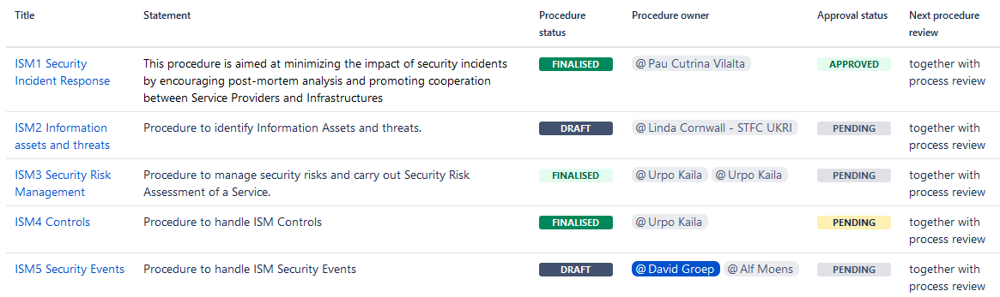 Title Statement Procedure status Procedure owner Approval status Next procedure review
ISM1 Security Incident Response
This procedure is aimed at minimizing the impact of security incidents
by encouraging post-mortem analysis and promoting cooperation
between Service Providers and Infrastructures
FINALISED
@ Pau Cutrina Vilalta
APPROVED
together with
process review
ISM2 Information
assets and threats
Procedure to identify Information Assets and threats.
DRAFT
@ Linda Cornwall - STFC UKRI
PENDING
together with
process review
ISM3 Security Risk
Management
Procedure to manage security risks and carry out Security Risk
Assessment of a Service.
FINALISED
@ Urpo Kaila @ Urpo Kaila
PENDING
together with
process review
ISM4 Controls
Procedure to handle ISM Controls
FINALISED
@ Urpo Kaila
PENDING
together with
process review
ISM5 Security Events
Procedure to handle ISM Security Events
DRAFT
@ David Groep @ Alf Moens
PENDING
together with
process review